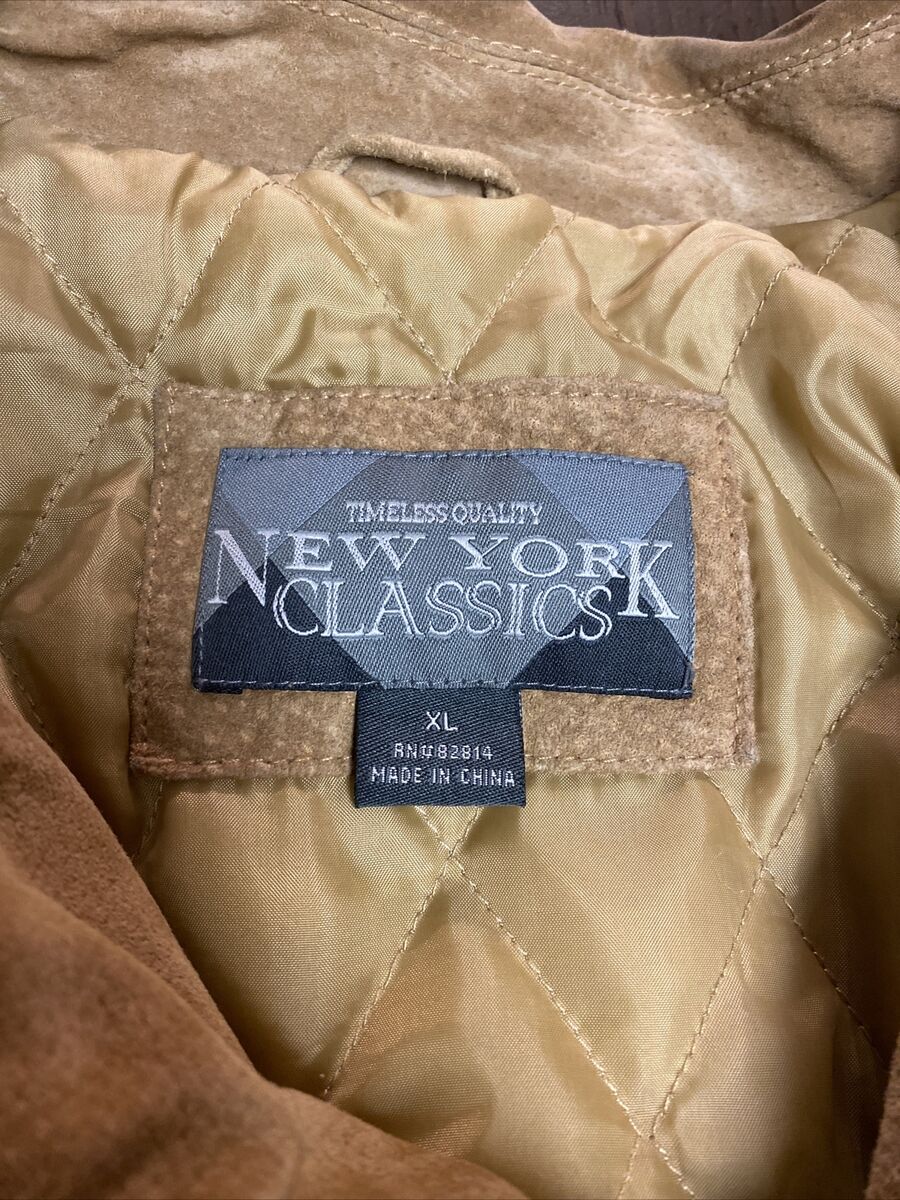 TIMELESS QUALITY
NEW YORK
CLASSICS
XL
RN#82814
MADE IN CHINA